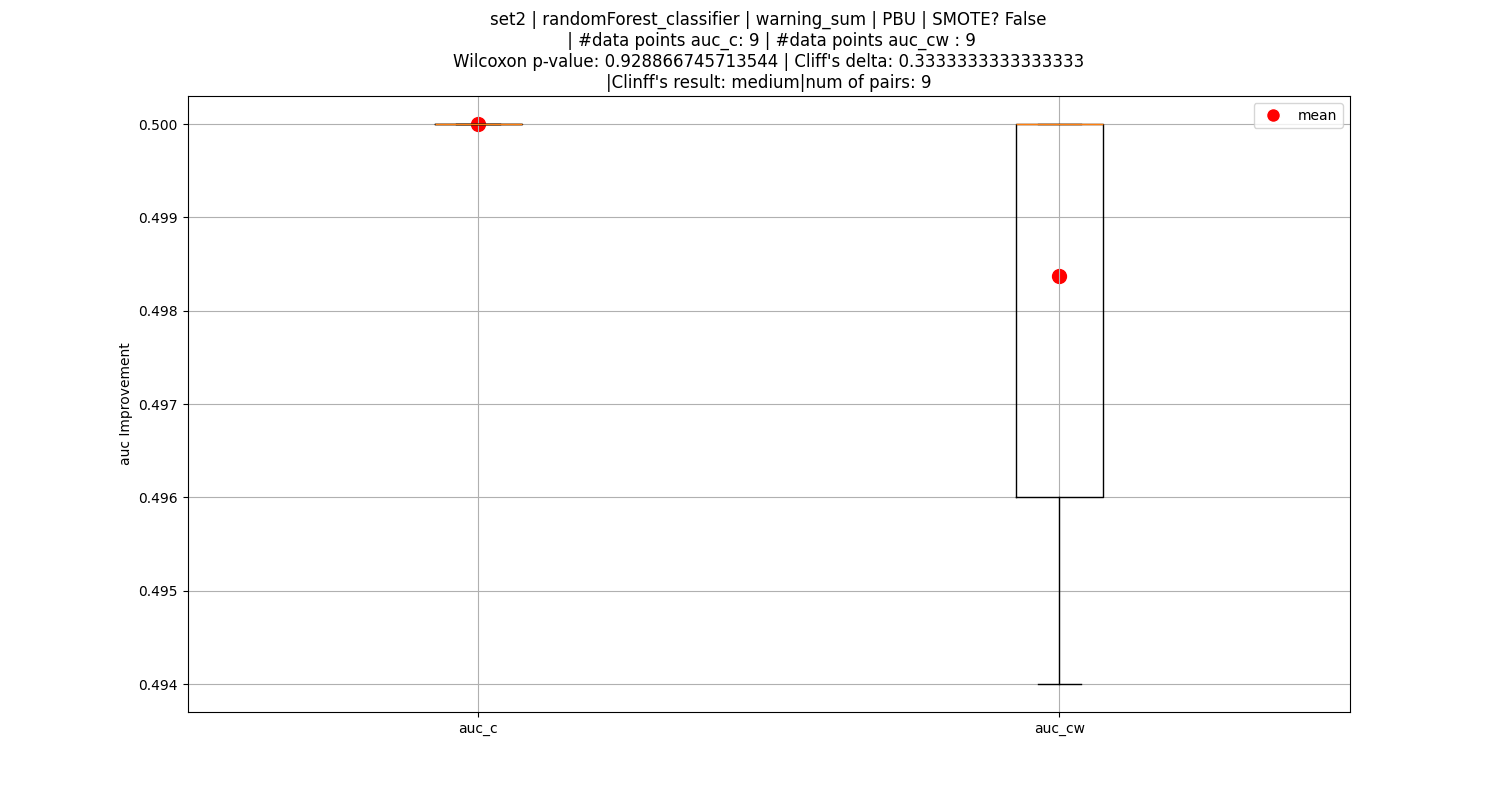 set2 | randomForest_classifier | warning_sum | PBU | SMOTE? False
| #data points auc_c: 9 | #data points auc_cw : 9
Wilcoxon p-value: 0.928866745713544 | Cliff's delta: 0.3333333333333333
|Clinff's result: medium|num of pairs: 9
mean
0.500
0.499
0.498
0.497
0.496
0.495
0.494
auc Improvement
auc_c
auc_cw